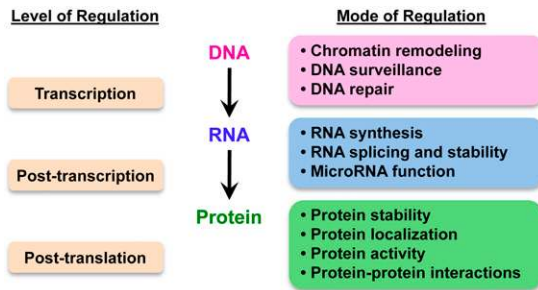 Level of Regulation
Mode of Regulation
DNA
• Chromatin remodeling
• DNA surveillance
• DNA repair
Transcription
RNA
• RNA synthesis
• RNA splicing and stability
• MicroRNA function
Post-transcription
Protein
• Protein stability
• Protein localization
• Protein activity
• Protein-protein interactions
Post-translation